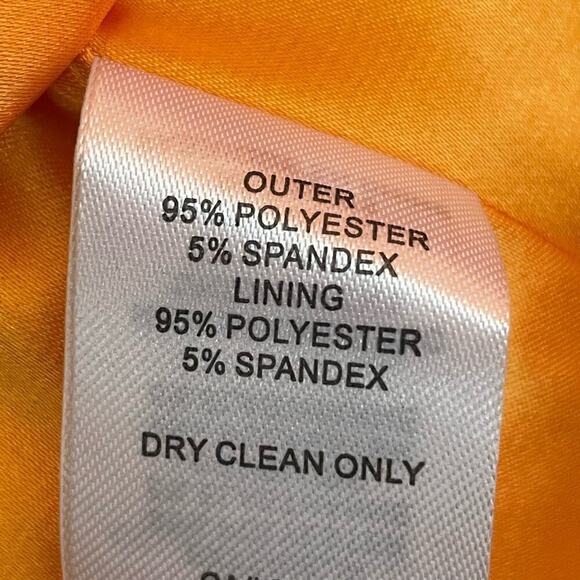 OUTER
95% POLYESTER
5% SPANDEX
LINING
95% POLYESTER
5% SPANDEX
DRY CLEAN ONLY